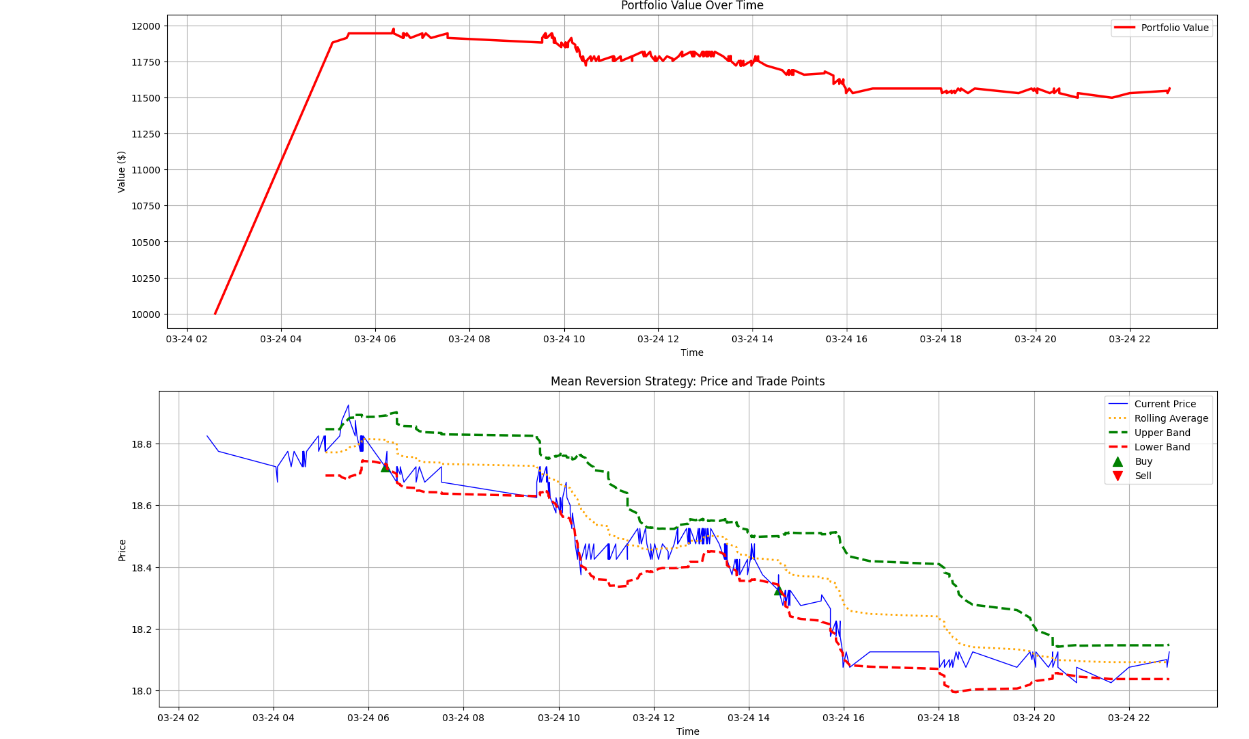 Portfolio Value Over Time
12000
11750
11500
11250
11000
10750
10500
10250
10000
Value ($)
Portfolio Value
03-24 02 03-24 04 03-24 06 03-24 08 03-24 10 03-24 12 03-24 14 03-24 16 03-24 18 03-24 20 03-24 22
Time
Mean Reversion Strategy: Price and Trade Points
18.8
18.6
18.4
18.2
18.0
Price
Current Price
Rolling Average
Upper Band
Lower Band
Buy
Sell
03-24 02 03-24 04 03-24 06 03-24 08 03-24 10 03-24 12 03-24 14 03-24 16 03-24 18 03-24 20 03-24 22
Time